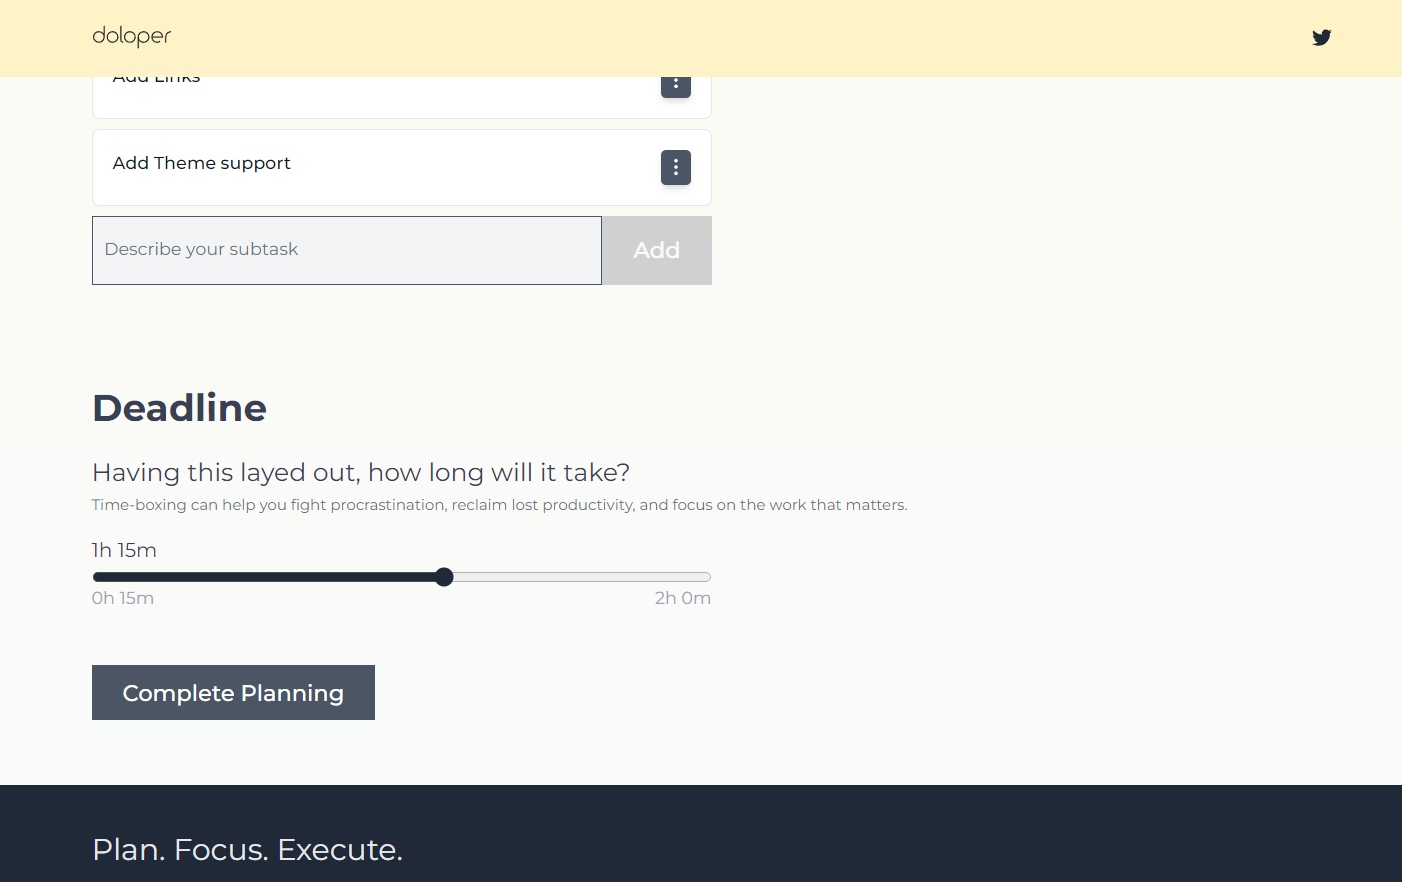 doloper
Add Links
Add Theme support
Describe your subtask
Add
Deadline
Having this layed out, how long will it take?
Time-boxing can help you fight procrastination, reclaim lost productivity, and focus on the work that matters.
1h 15m
0h 15m
2h 0m
Complete Planning
Plan. Focus. Execute.